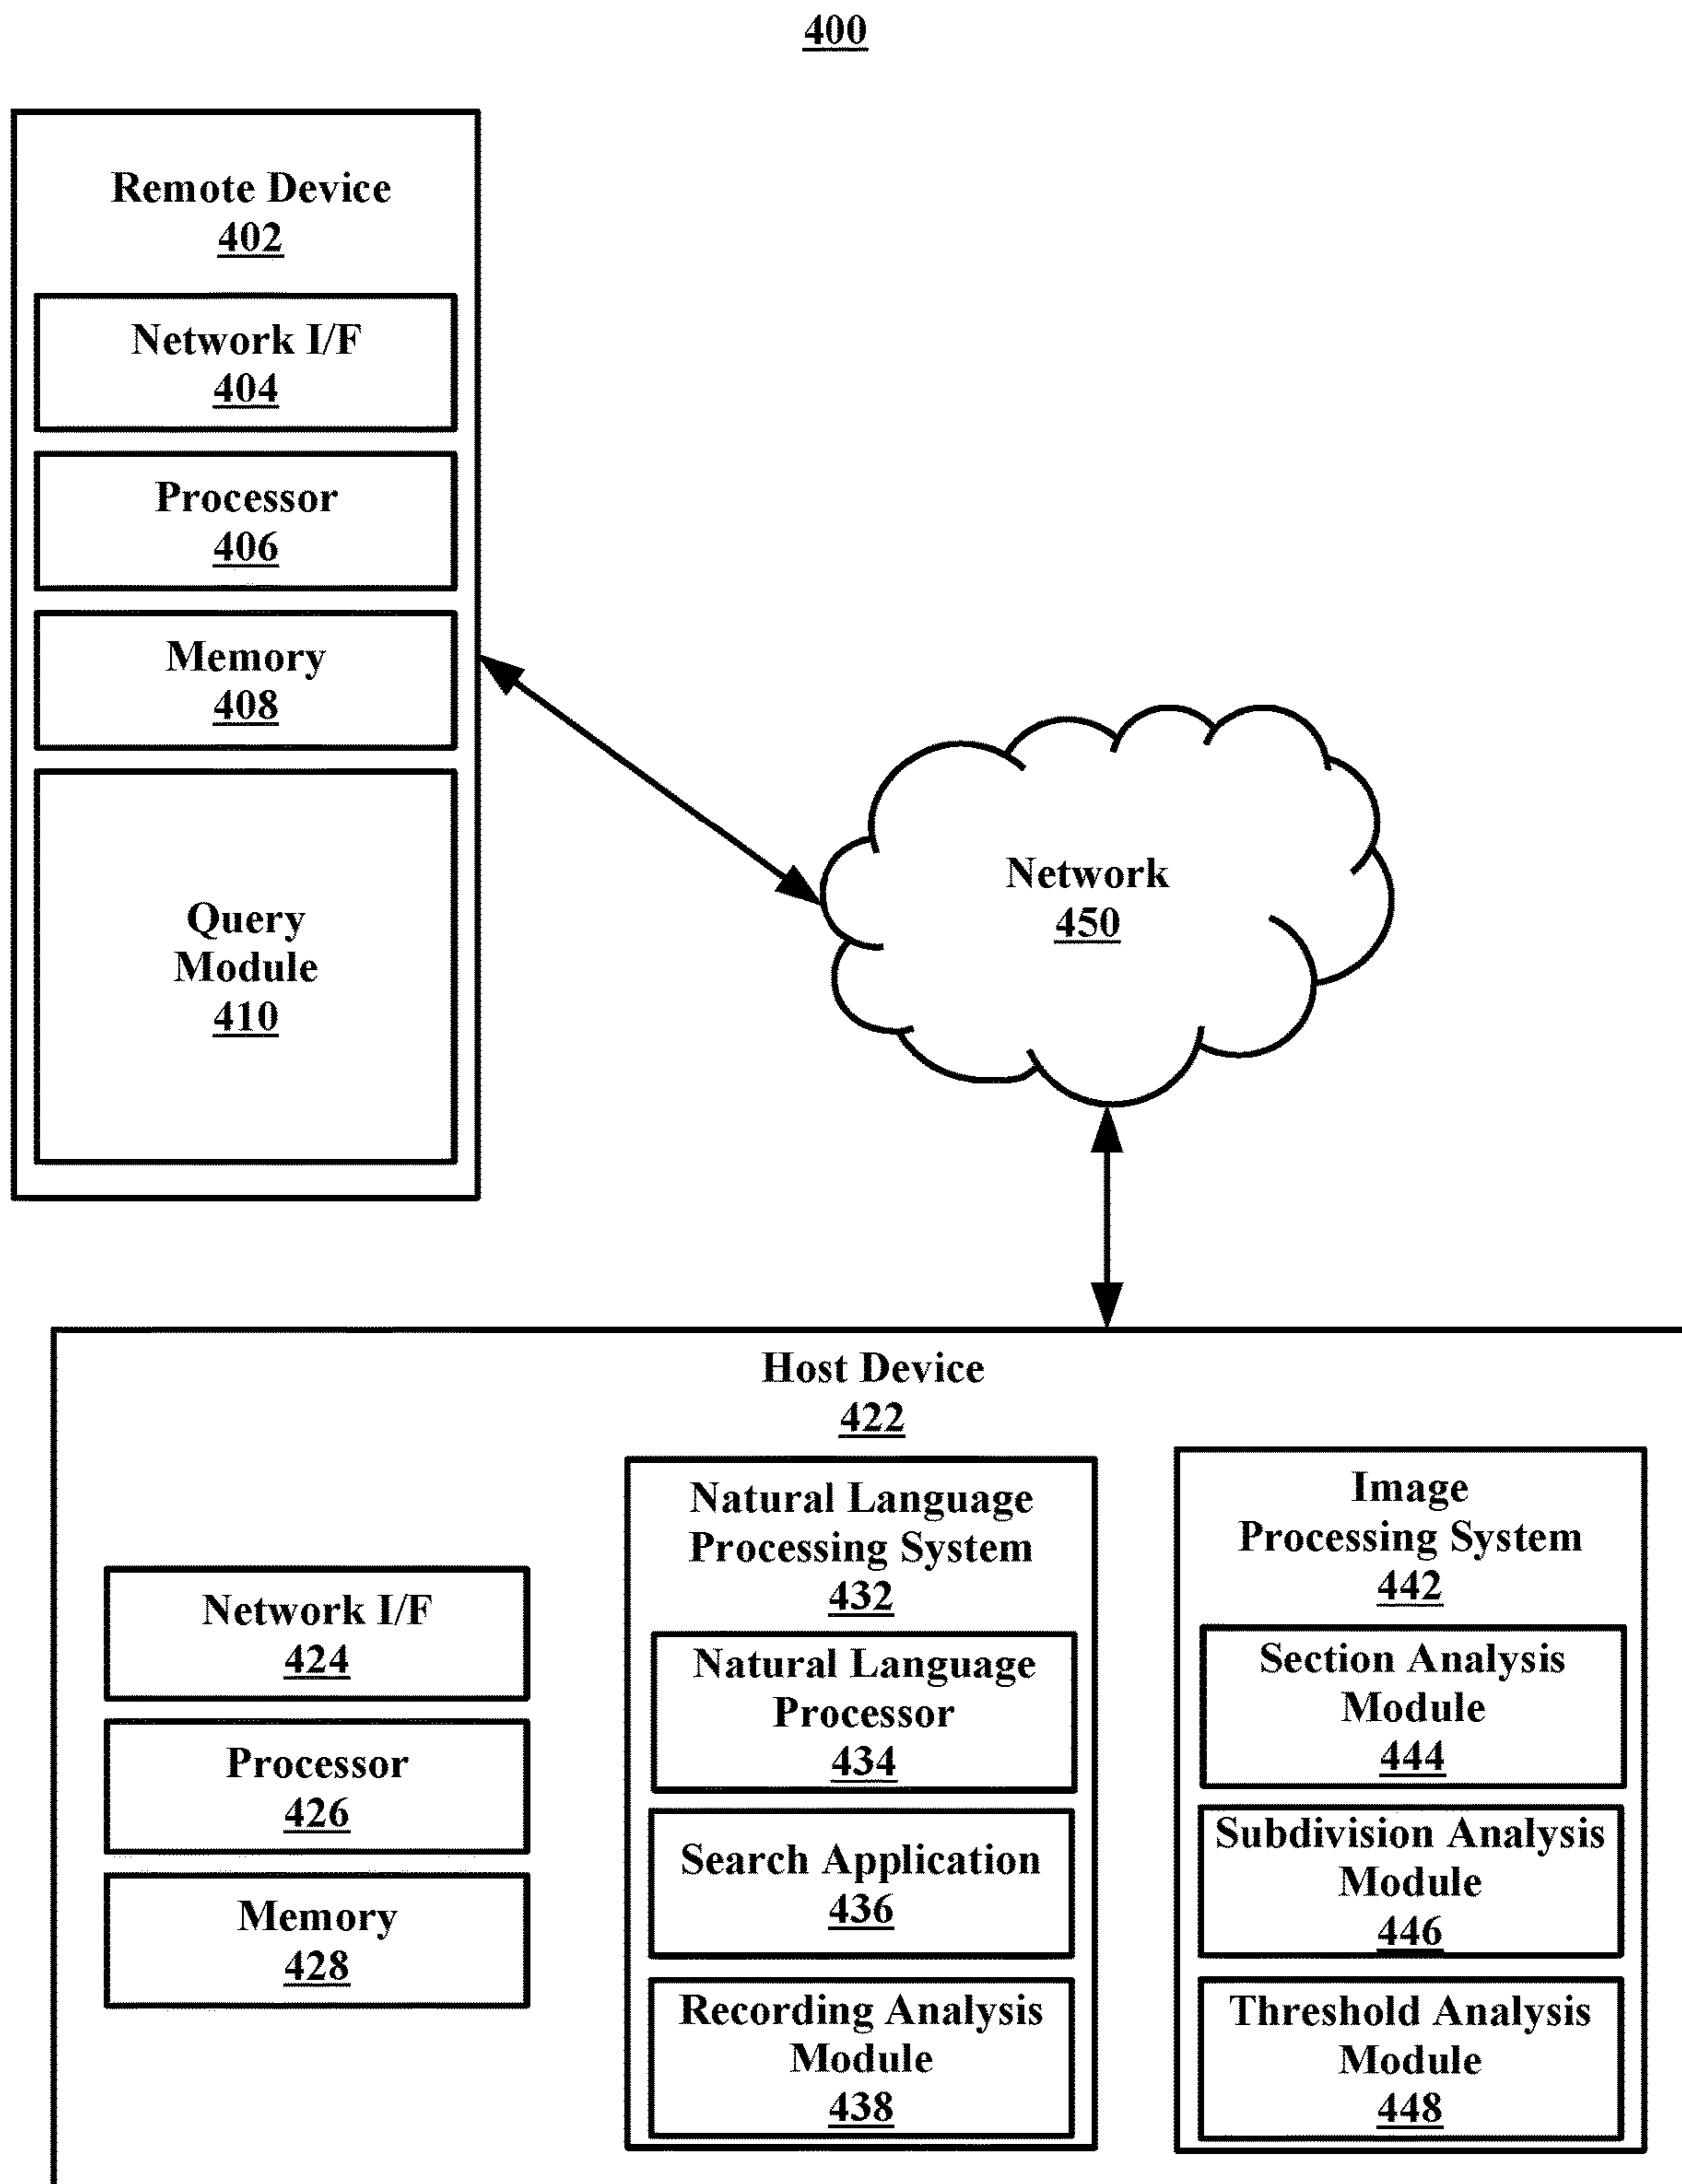 400
Remote Device
402
Network I/F
404
Processor
406
Memory
408
Query
Module
410
Network
450
Host Device
422
Network I/F
424
Processor
426
Memory
428
Natural Language
Processing System
432
Natural Language
Processor
434
Search Application
436
Recording Analysis
Module
438
Image
Processing System
442
Section Analysis
Module
444
Subdivision Analysis
Module
446
Threshold Analysis
Module
448